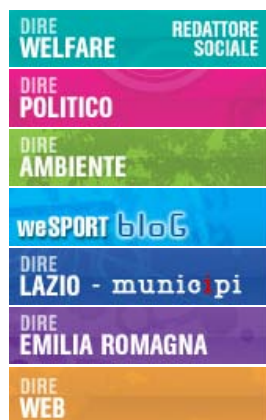 DIRE
WELFARE
REDATTORE
SOCIALE
DIRE
POLITICO
DIRE
AMBIENTE
weSPORT bloG
DIRE
LAZIO - municipi
DIRE
EMILIA ROMAGNA
DIRE
WEB